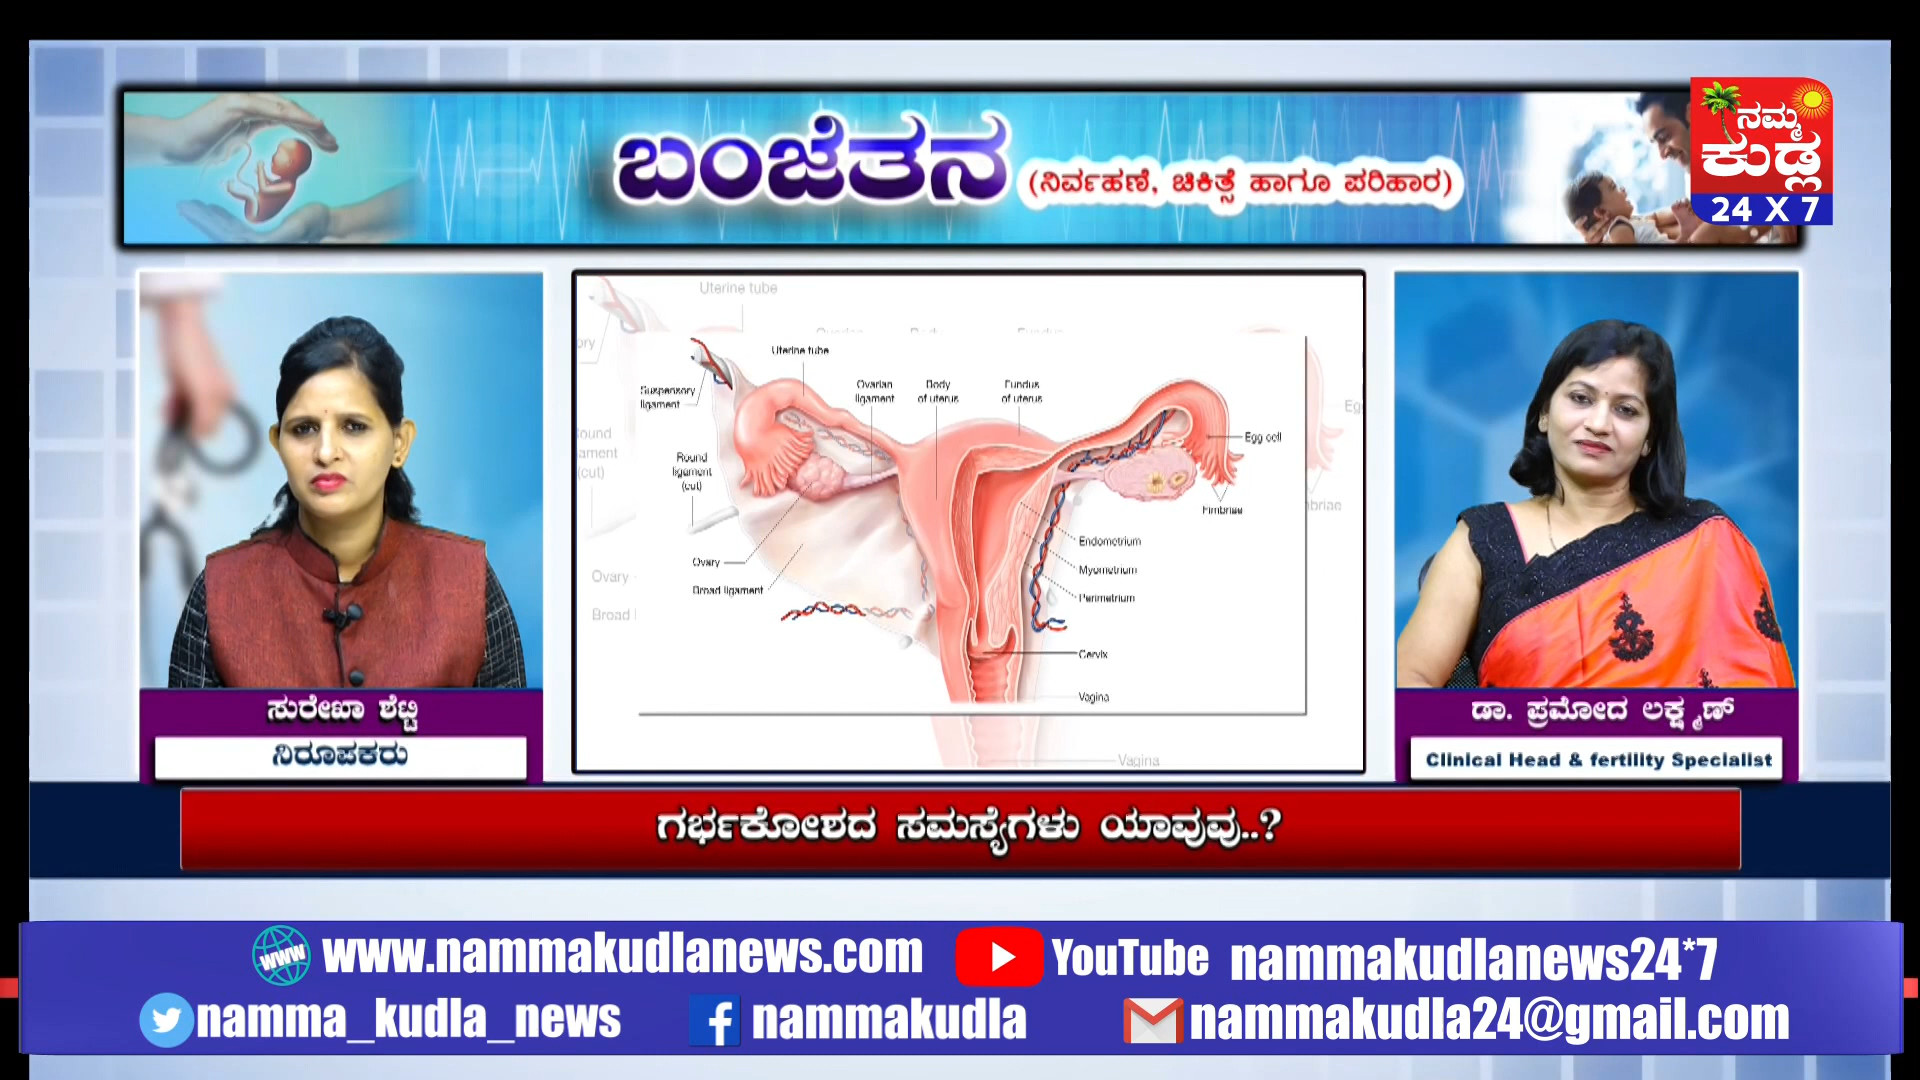 ಬಂಜೆತನ (ನಿರ್ವಹಣೆ, ಚಿಕಿತ್ಸೆ ಹಾಗೂ ಪರಿಹಾರ)
ನಮ್ಮ
ಕುಡ್ಲ
24 X 7
Uterine tube
Uterine tube
Suspensory
ligament
Ovarian
ligament
Body
of uterus
Fundus
of uterus
Egg cell
Round
ligament
(cut)
Fimbriae
Endometrium
Ovary
Myometrium
Broad ligament
Perimetrium
Cervix
Vagina
Vagina
(cut)
Ovary
Broad
ಸುರೇಖಾ ಶೆಟ್ಟಿ
ನಿರೂಪಕರು
ಡಾ. ಪ್ರಮೋದ ಲಕ್ಷ್ಮಣ್
Clinical Head & fertility Specialist
ಗರ್ಭಕೋಶದ ಸಮಸ್ಯೆಗಳು ಯಾವುವು..?
www www.nammakudlanews.com YouTube nammakudlanews24*7
namma_kudla_news nammakudla nammakudla24@gmail.com